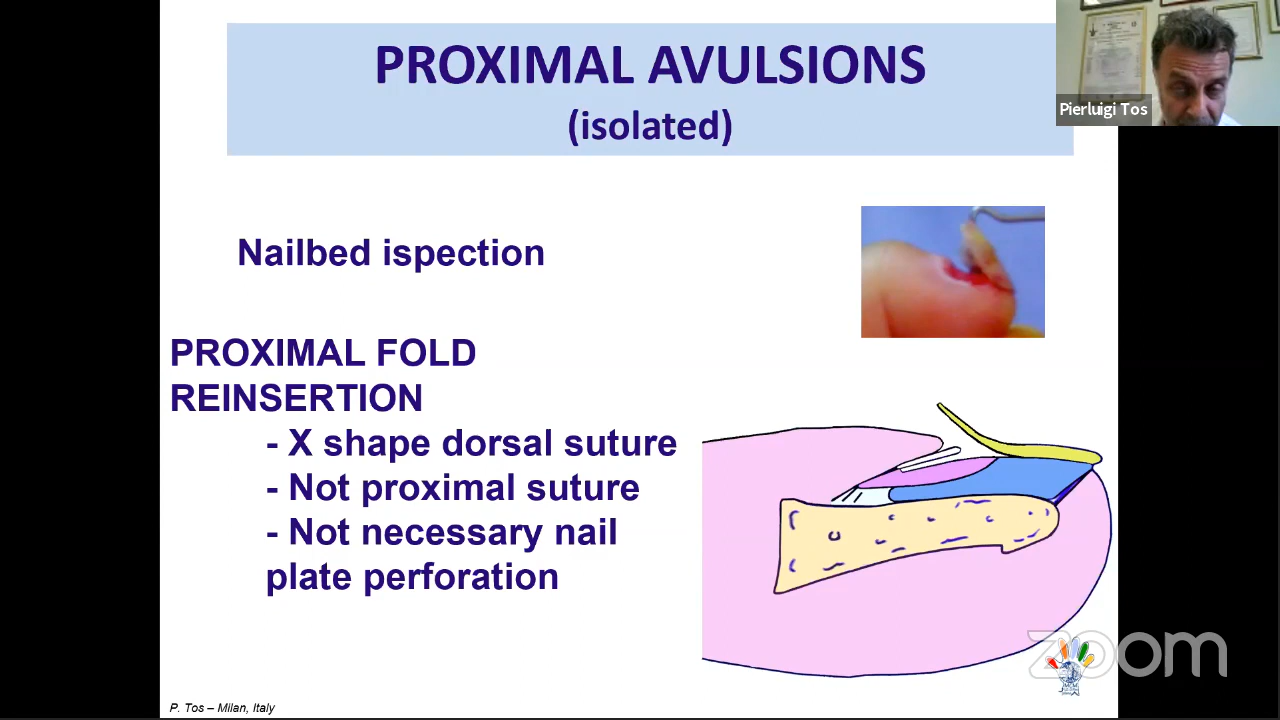 PROXIMAL AVULSIONS
(isolated)
Pierluigi Tos
Nailbed ispection
PROXIMAL FOLD
REINSERTION
- X shape dorsal suture
- Not proximal suture
- Not necessary nail
plate perforation
zoom
P. Tos – Milan, Italy